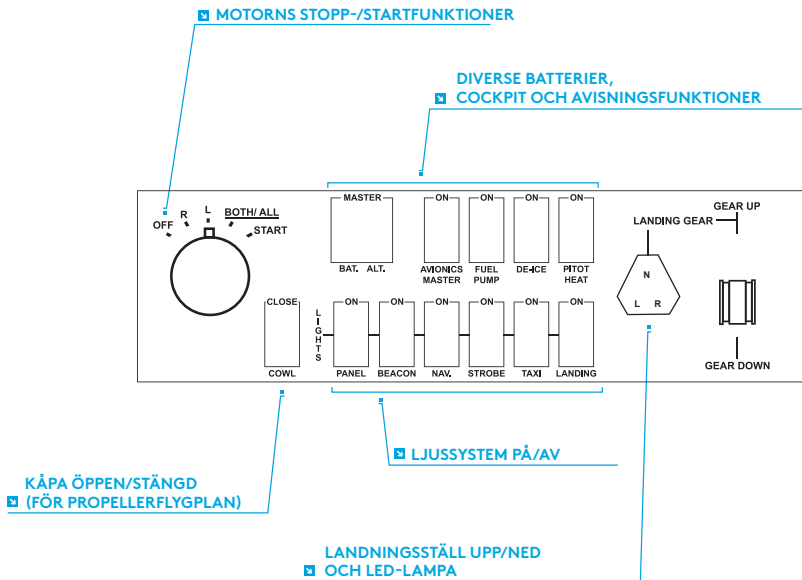 MOTORNS STOPP-/STARTFUNKTIONER
DIVERSE BATTERIER,
COCKPIT OCH AVISNINGSFUNKTIONER
OFF R L BOTH/ ALL START
MASTER ON ON ON ON
BAT. ALT. AVIONICS MASTER FUEL PUMP DE-ICE PITOT HEAT
LANDING GEAR GEAR UP
N
L R
GEAR DOWN
CLOSE
COWL
LIGHTS
ON ON ON ON ON ON
PANEL BEACON NAV. STROBE TAXI LANDING
LJUSSYSTEM PÅ/AV
KÅPA ÖPPEN/STÄNGD
(FÖR PROPELLERFLYGPLAN)
LANDNINGSSTÄLL UPP/NED
OCH LED-LAMPA